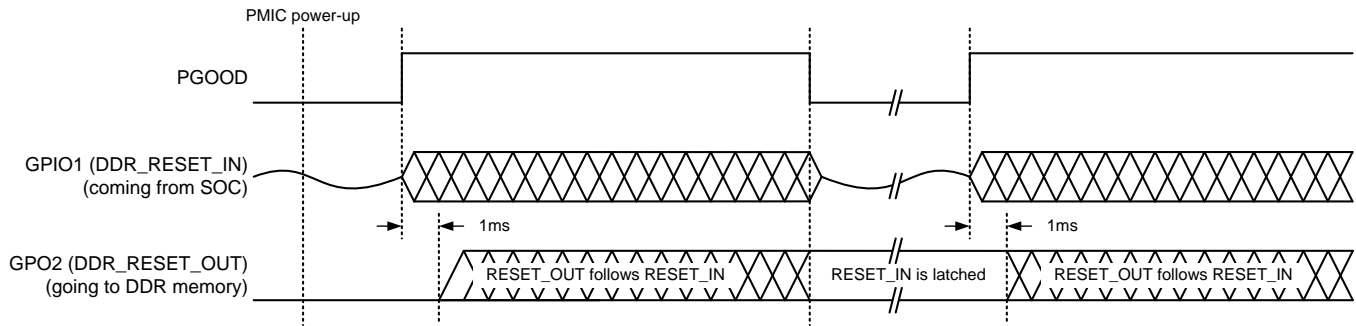 PMIC power-up
PGOOD
GPIO1 (DDR_RESET_IN)
(coming from SOC)
1ms
1ms
GPO2 (DDR_RESET_OUT)
(going to DDR memory)
RESET_OUT follows RESET_IN
RESET_IN is latched
RESET_OUT follows RESET_IN